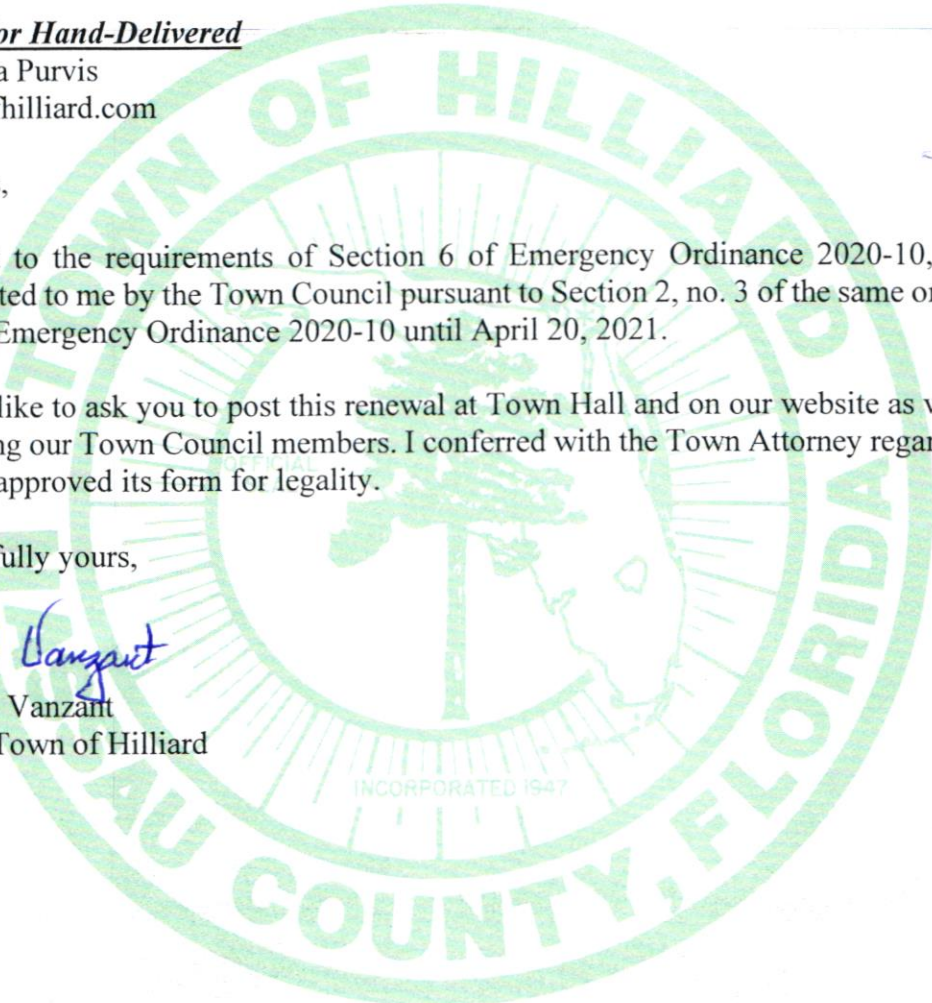 or Hand-Delivered
a Purvis
hilliard.com
,
to the requirements of Section 6 of Emergency Ordinance 2020-10,
ted to me by the Town Council pursuant to Section 2, no. 3 of the same or
Emergency Ordinance 2020-10 until April 20, 2021.
like to ask you to post this renewal at Town Hall and on our website as
ng our Town Council members. I conferred with the Town Attorney regar
approved its form for legality.
fully yours,
Vanzant
Vanzant
Town of Hilliard
TOWN OF HILLIARD
OFFICIAL
INCORPORATED 1947
SAU COUNTY, FLORIDA